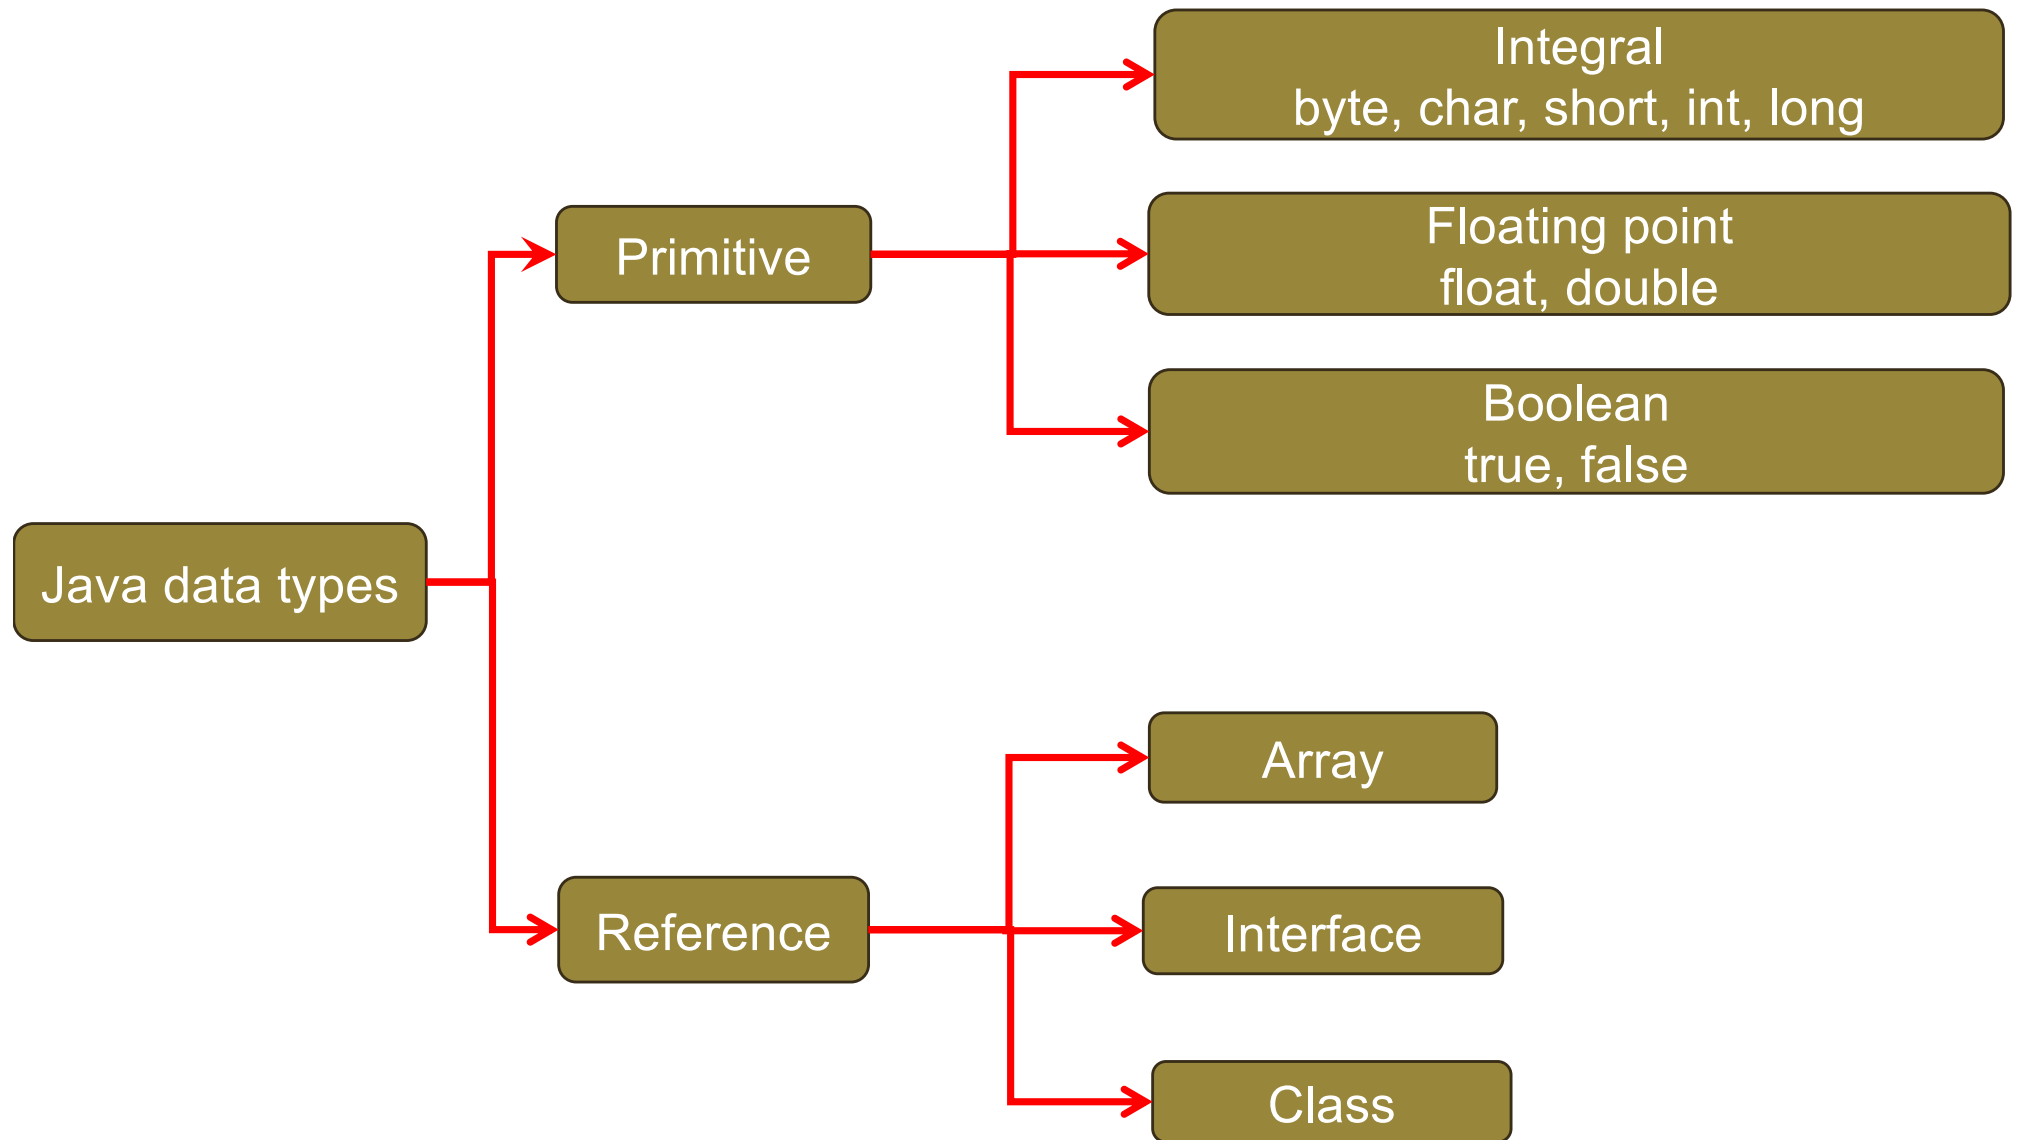 Integral
byte, char, short, int, long
Floating point
float, double
Primitive
Boolean
true, false
Java data types
Array
Reference
Interface
Class